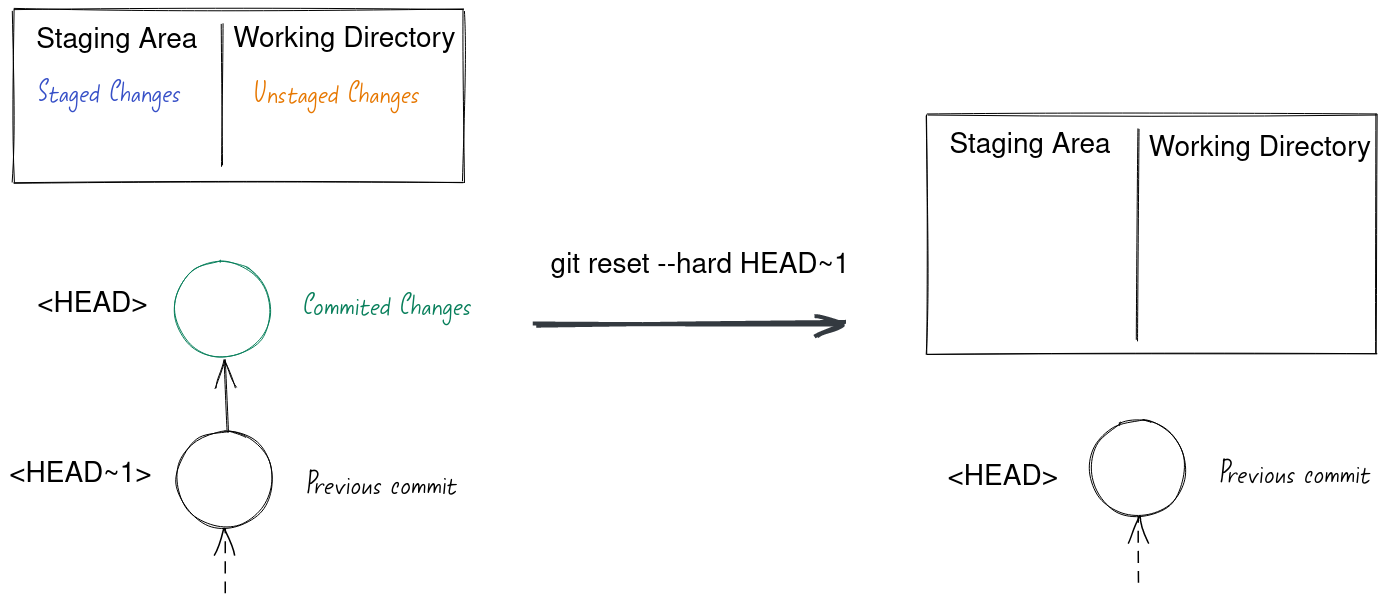 Staging Area
Working Directory
Staged Changes
Unstaged Changes
<HEAD>
Commited Changes
<HEAD~1>
Previous commit
git reset --hard HEAD~1
Staging Area
Working Directory
<HEAD>
Previous commit